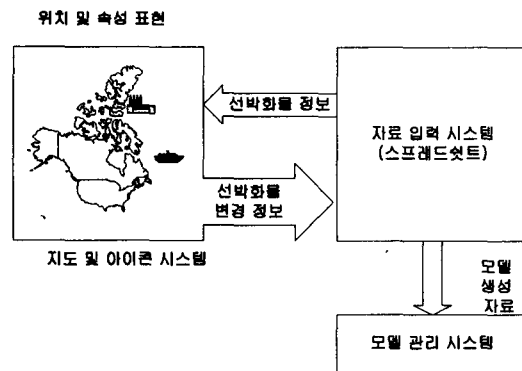 위치 및 속성 표현
선박화물 정보
자료 입력 시스템
(스프레드쉿트)
선박화물
변경 정보
지도 및 아이콘 시스템
모델
생성
자료
모델 관리 시스템